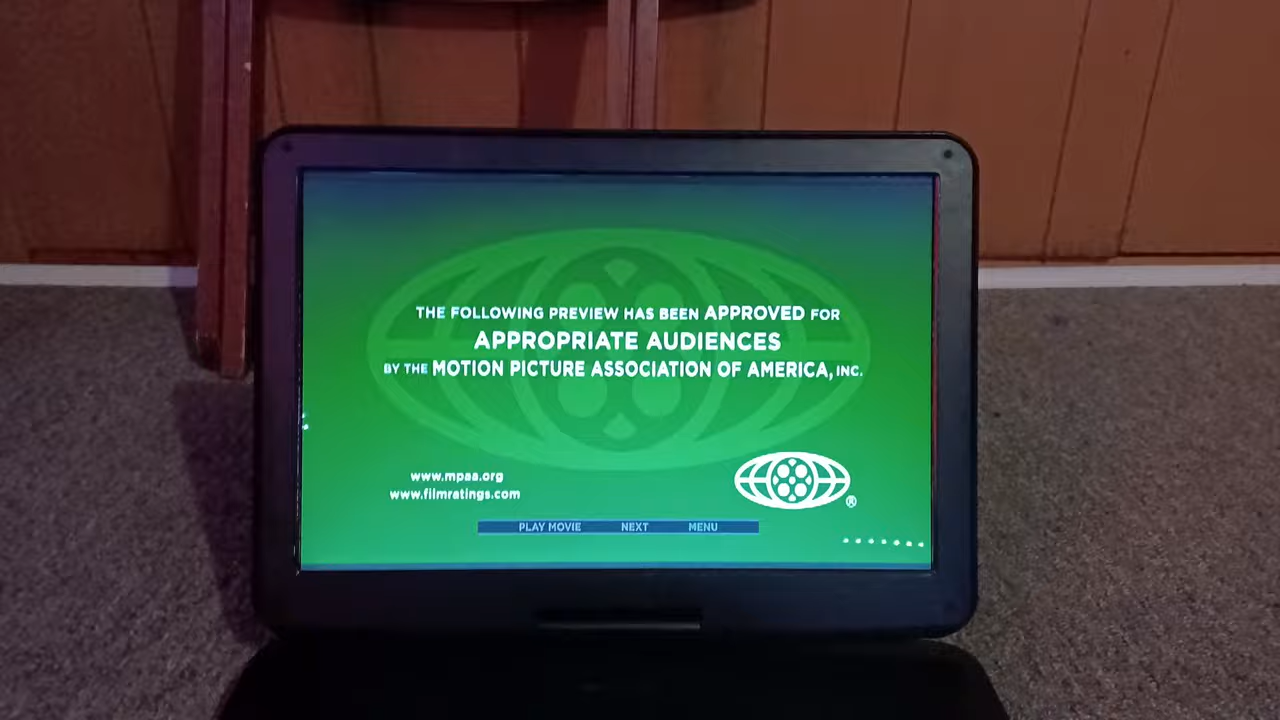 THE FOLLOWING PREVIEW HAS BEEN APPROVED FOR
APPROPRIATE AUDIENCES
BY THE MOTION PICTURE ASSOCIATION OF AMERICA, INC.
www.mpaa.org
www.filmratings.com
®
PLAY MOVIE NEXT MENU